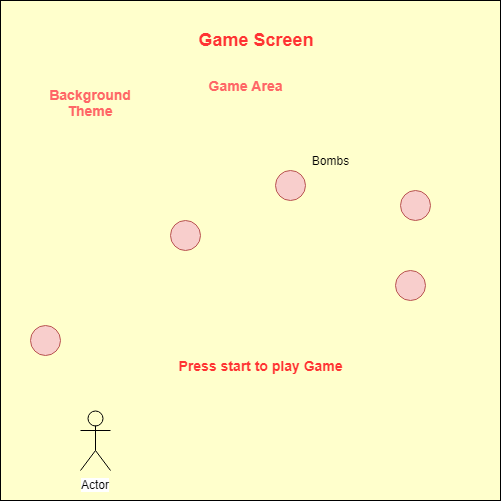 Game Screen
Game Area
Background
Theme
Bombs
Press start to play Game
Actor